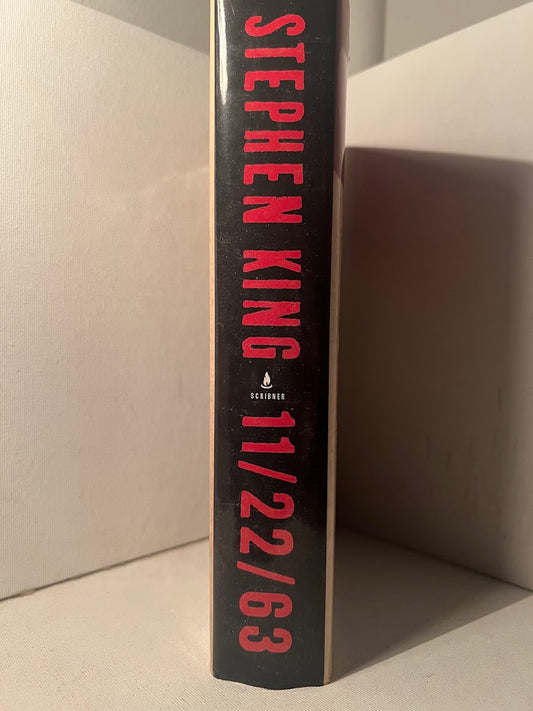 STEPHEN KING
SCRIBNER
11/22/63